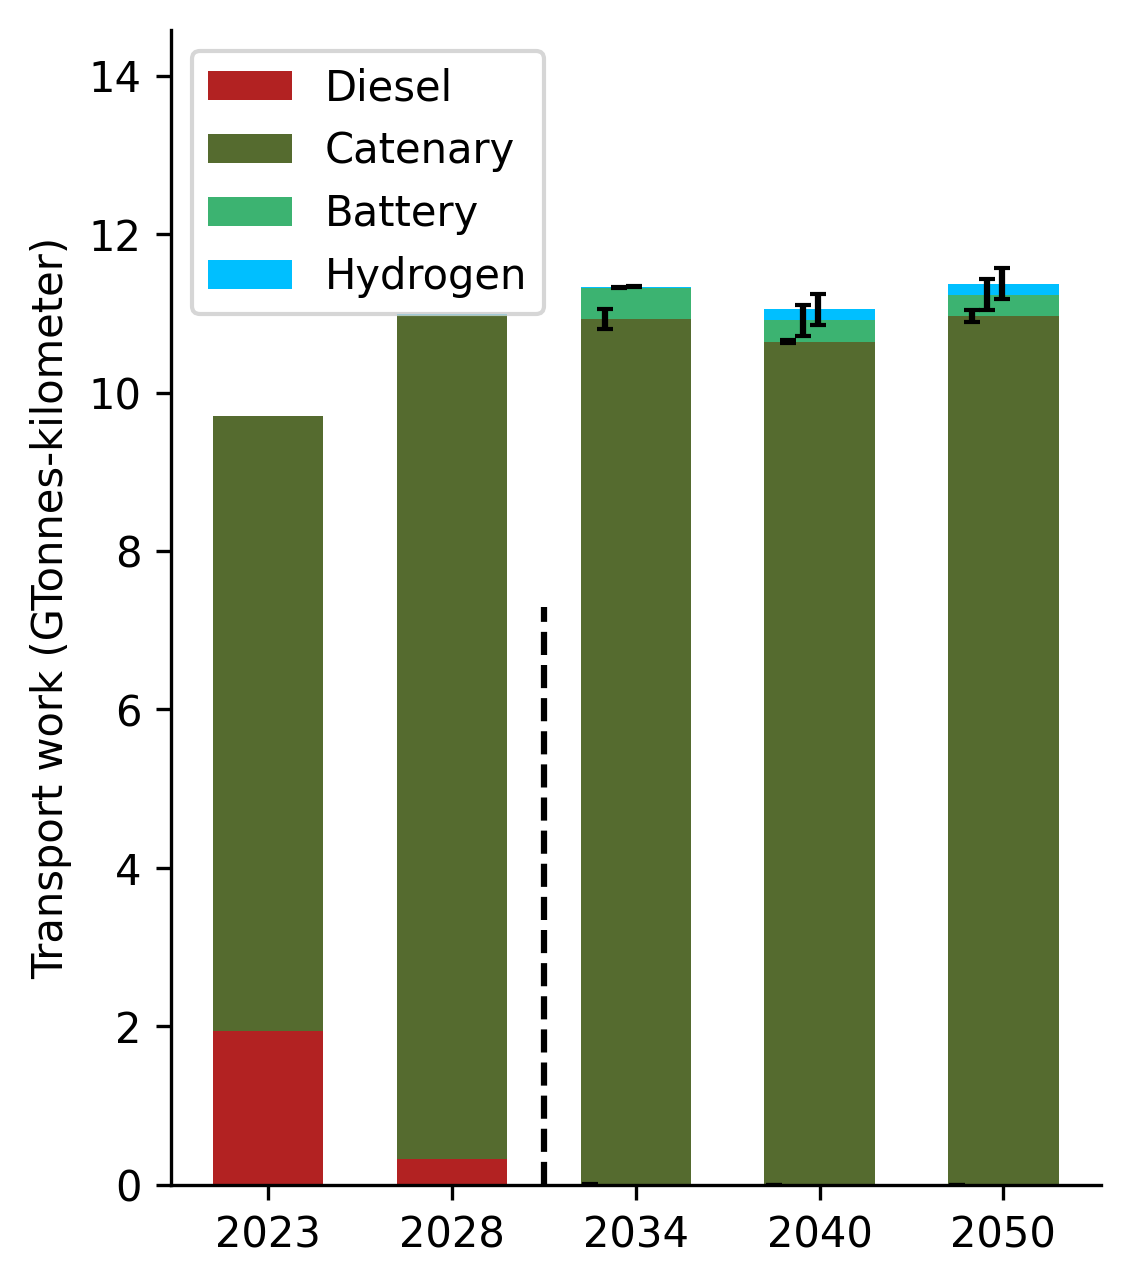 Transport work (GTonnes-kilometer)
14
12
10
8
6
4
2
0
Diesel
Catenary
Battery
Hydrogen
2023 2028 2034 2040 2050